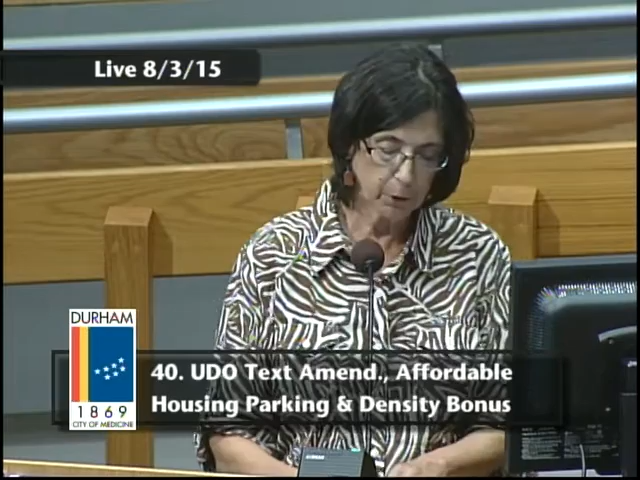 Live 8/3/15
DURHAM
1869
CITY OF MEDICINE
40. UDO Text Amend., Affordable
Housing Parking & Density Bonus